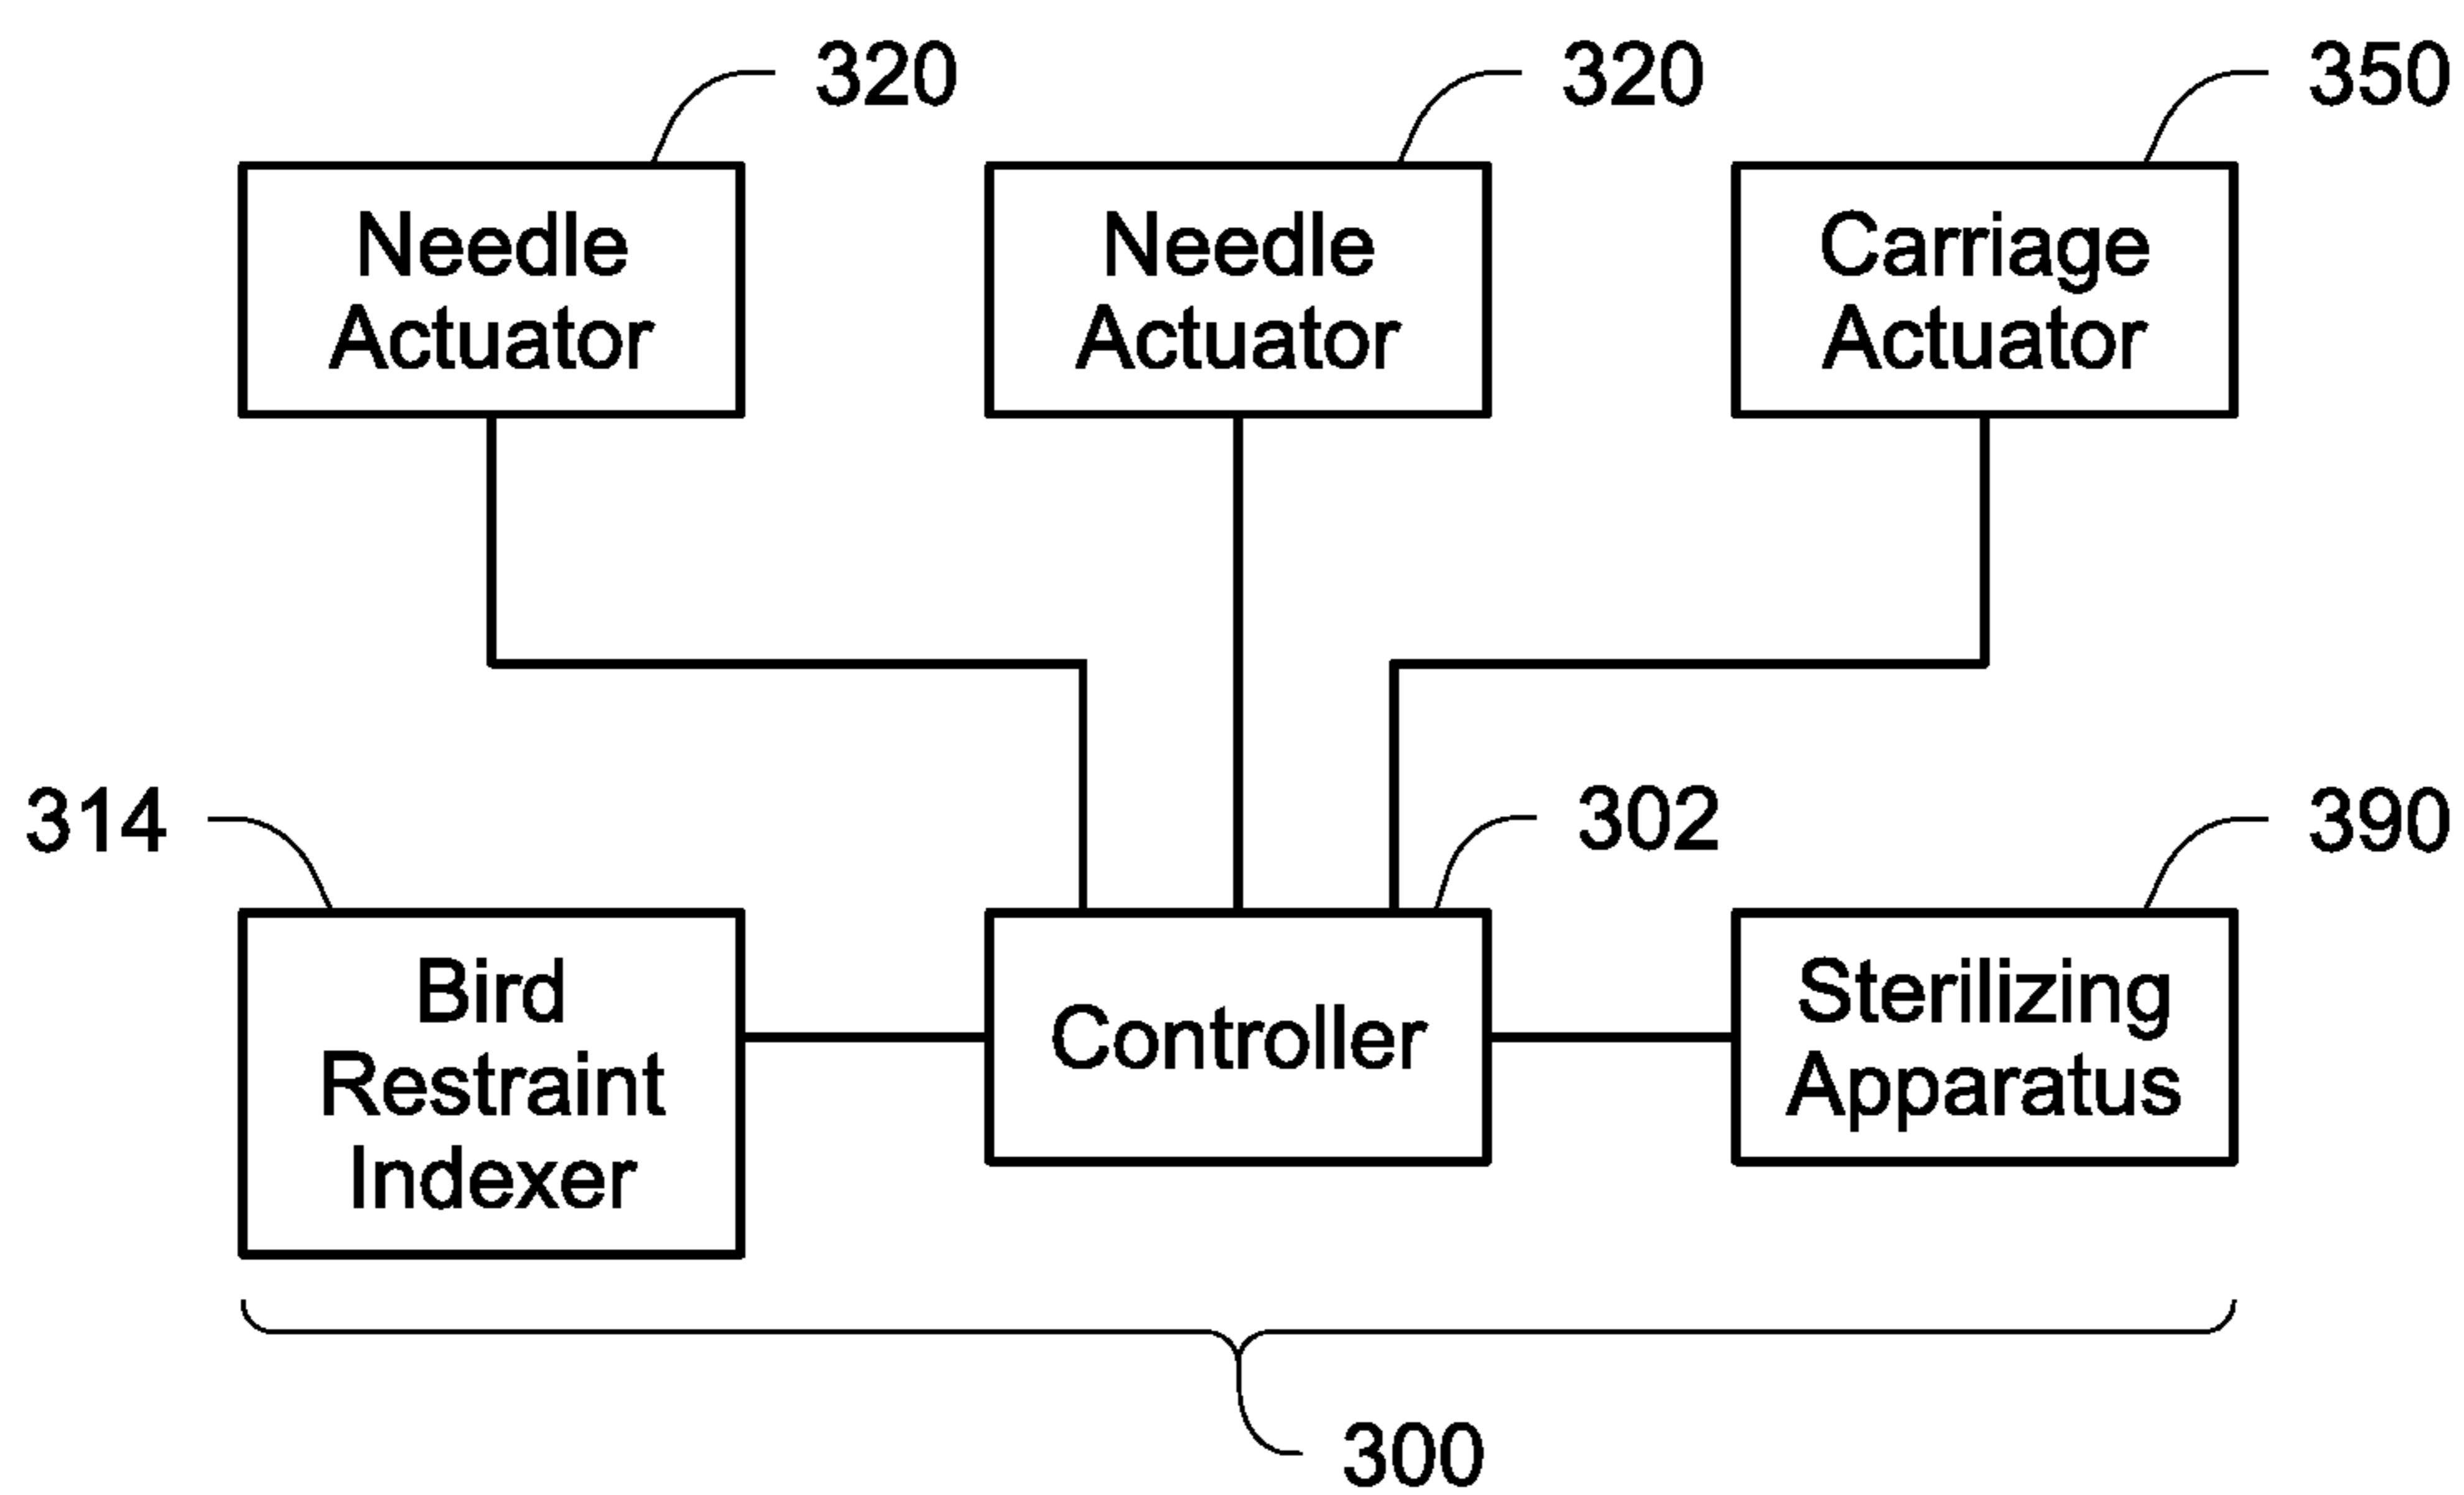 320
320
350
Needle
Actuator
Needle
Actuator
Carriage
Actuator
314
302
390
Bird
Restraint
Indexer
Controller
Sterilizing
Apparatus
300